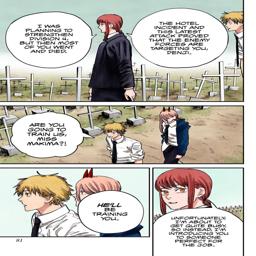 I WAS
PLANNING TO
STRENGTHEN
DIVISION 4,
BUT THEN MOST
OF YOU WENT
AND DIED.
THE HOTEL
INCIDENT AND
THIS LATEST
ATTACK PROVED
THAT THE ENEMY
FORCES ARE
TARGETING YOU,
DENJI.
ARE YOU
GOING TO
TRAIN US,
MISS
MAKIMA?!
HE'LL
BE
TRAINING
YOU.
UNFORTUNATELY,
I'M ABOUT TO
GET QUITE BUSY.
SO INSTEAD, I'M
INTRODUCING YOU
TO SOMEONE
PERFECT FOR
THE JOB.